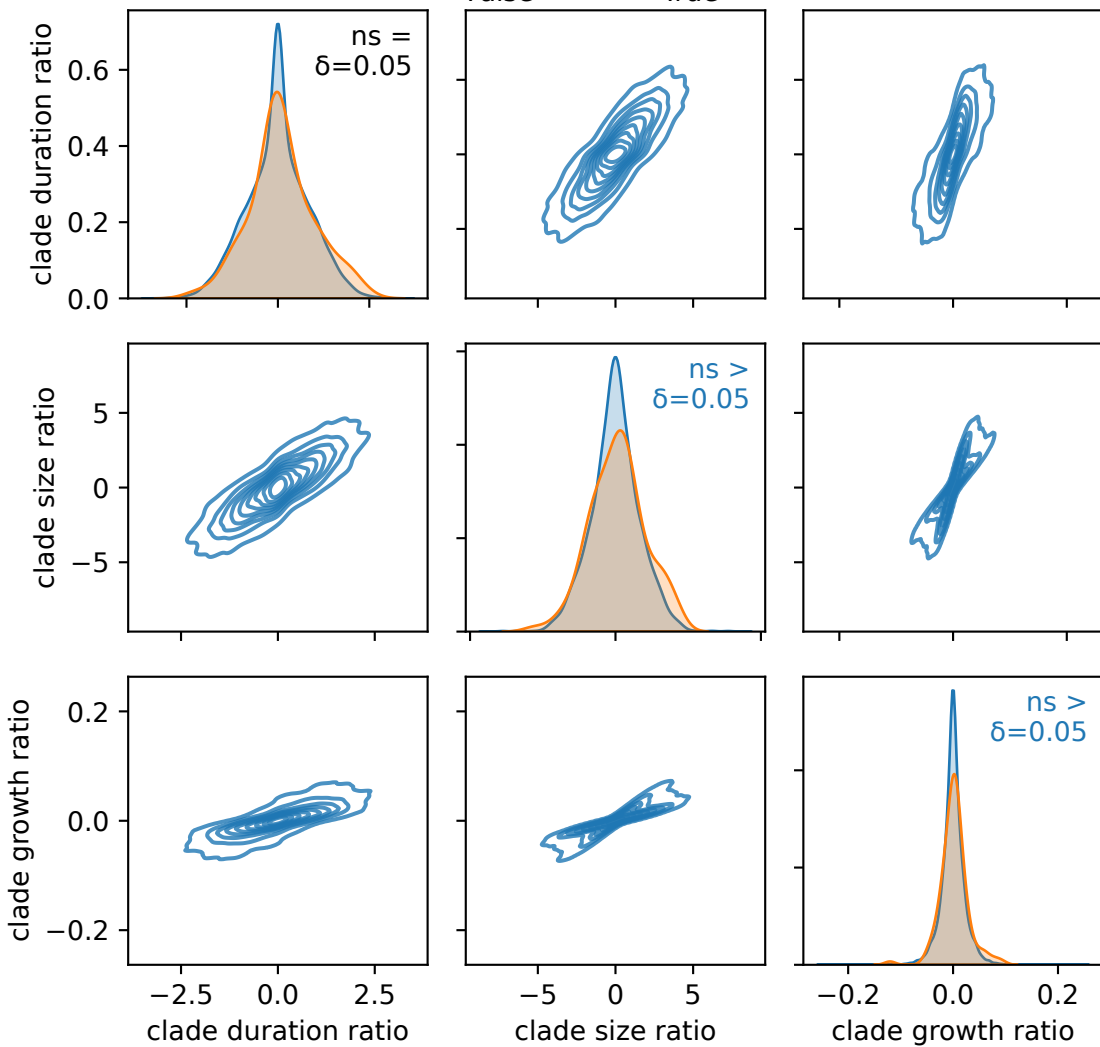 clade duration ratio
0.6
0.4
0.2
0.0
ns =
δ=0.05
clade size ratio
5
0
−5
ns >
δ=0.05
clade growth ratio
0.2
0.0
−0.2
ns >
δ=0.05
−2.5 0.0 2.5
−5 0 5
−0.2 0.0 0.2
clade duration ratio
clade size ratio
clade growth ratio